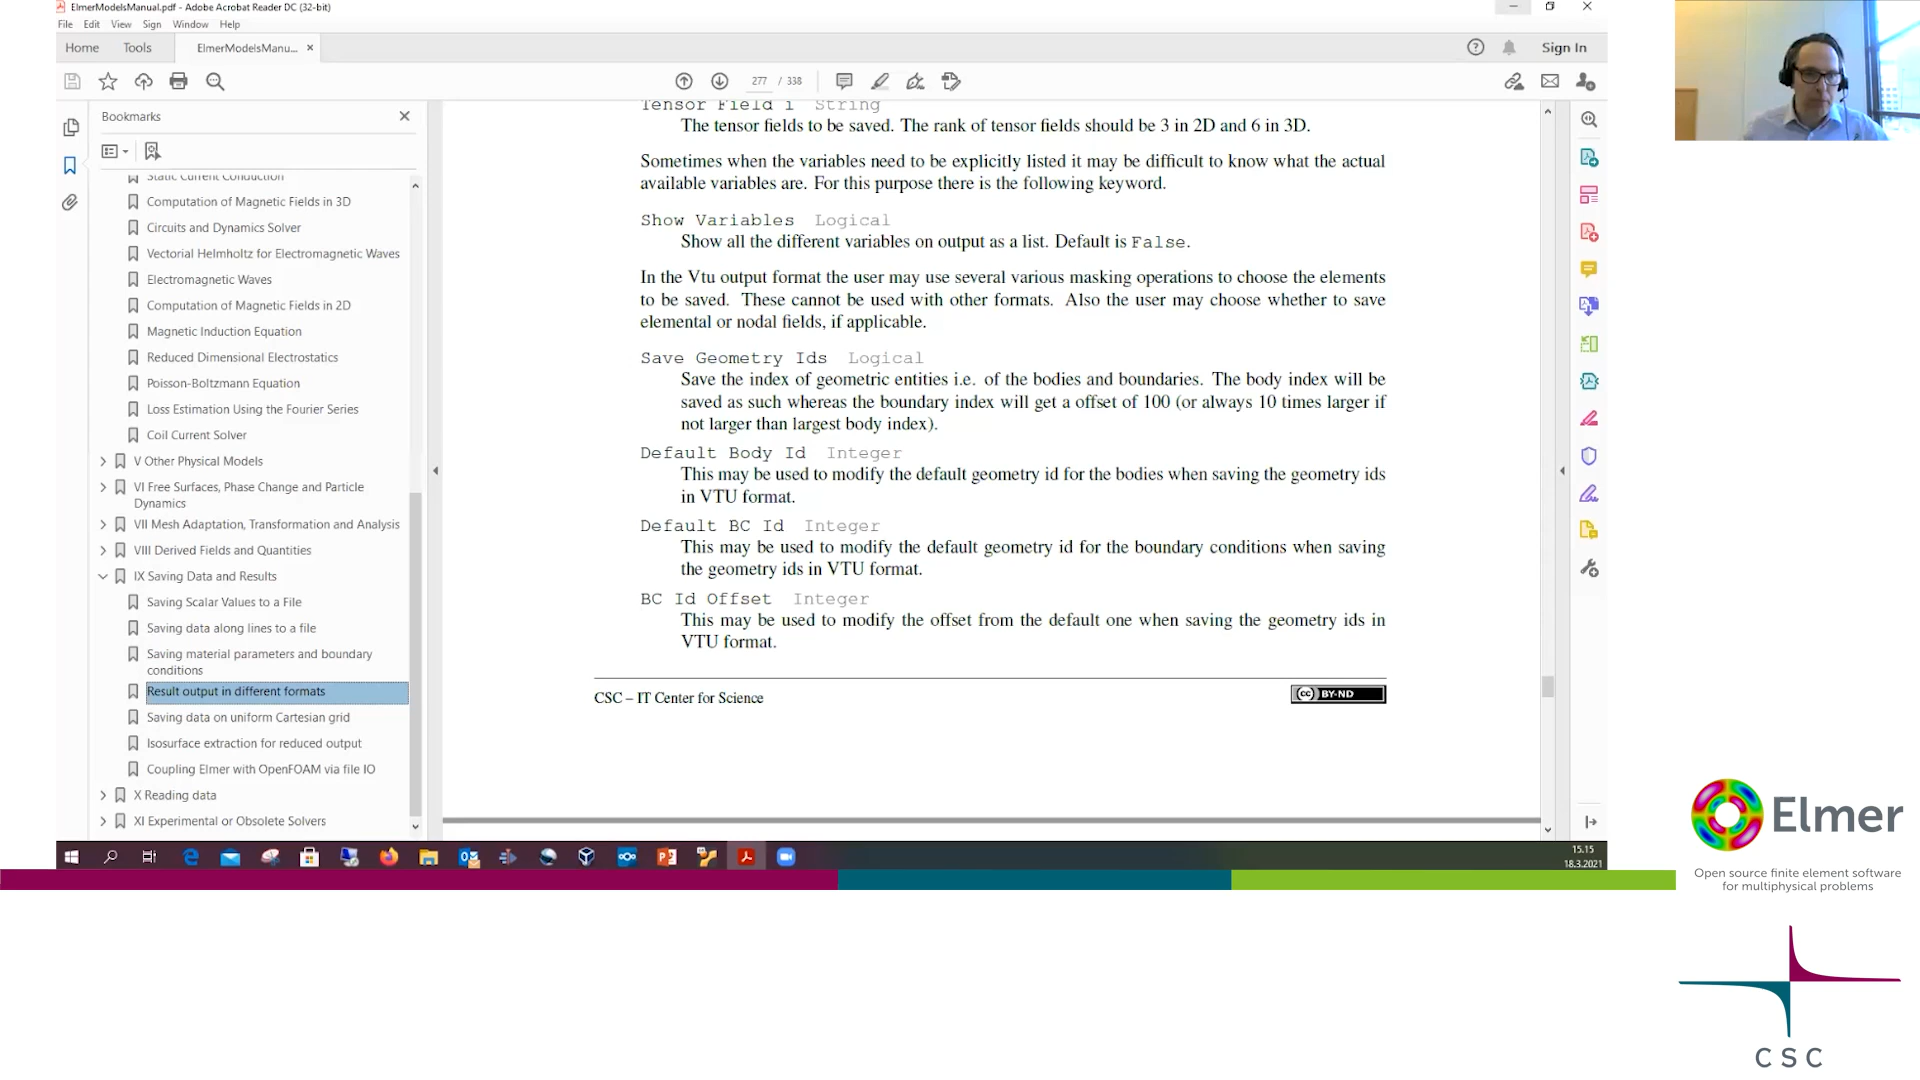 ElmerModelsManual.pdf - Adobe Acrobat Reader DC (32-bit)
File Edit View Sign Window Help
Home Tools ElmerModelsManu... × Sign In
277 / 338
Bookmarks
Static Current Conduction
Computation of Magnetic Fields in 3D
Circuits and Dynamics Solver
Vectorial Helmholtz for Electromagnetic Waves
Electromagnetic Waves
Computation of Magnetic Fields in 2D
Magnetic Induction Equation
Reduced Dimensional Electrostatics
Poisson-Boltzmann Equation
Loss Estimation Using the Fourier Series
Coil Current Solver
V Other Physical Models
VI Free Surfaces, Phase Change and Particle
Dynamics
VII Mesh Adaptation, Transformation and Analysis
VIII Derived Fields and Quantities
IX Saving Data and Results
Saving Scalar Values to a File
Saving data along lines to a file
Saving material parameters and boundary
conditions
Result output in different formats
Saving data on uniform Cartesian grid
Isosurface extraction for reduced output
Coupling Elmer with OpenFOAM via file IO
X Reading data
XI Experimental or Obsolete Solvers
Tensor Field i String
The tensor fields to be saved. The rank of tensor fields should be 3 in 2D and 6 in 3D.
Sometimes when the variables need to be explicitly listed it may be difficult to know what the actual
available variables are. For this purpose there is the following keyword.
Show Variables Logical
Show all the different variables on output as a list. Default is False.
In the Vtu output format the user may use several various masking operations to choose the elements
to be saved. These cannot be used with other formats. Also the user may choose whether to save
elemental or nodal fields, if applicable.
Save Geometry Ids Logical
Save the index of geometric entities i.e. of the bodies and boundaries. The body index will be
saved as such whereas the boundary index will get a offset of 100 (or always 10 times larger if
not larger than largest body index).
Default Body Id Integer
This may be used to modify the default geometry id for the bodies when saving the geometry ids
in VTU format.
Default BC Id Integer
This may be used to modify the default geometry id for the boundary conditions when saving
the geometry ids in VTU format.
BC Id Offset Integer
This may be used to modify the offset from the default one when saving the geometry ids in
VTU format.
CSC – IT Center for Science
cc BY-ND
15.15
18.3.2021
Elmer
Open source finite element software
for multiphysical problems
CSC